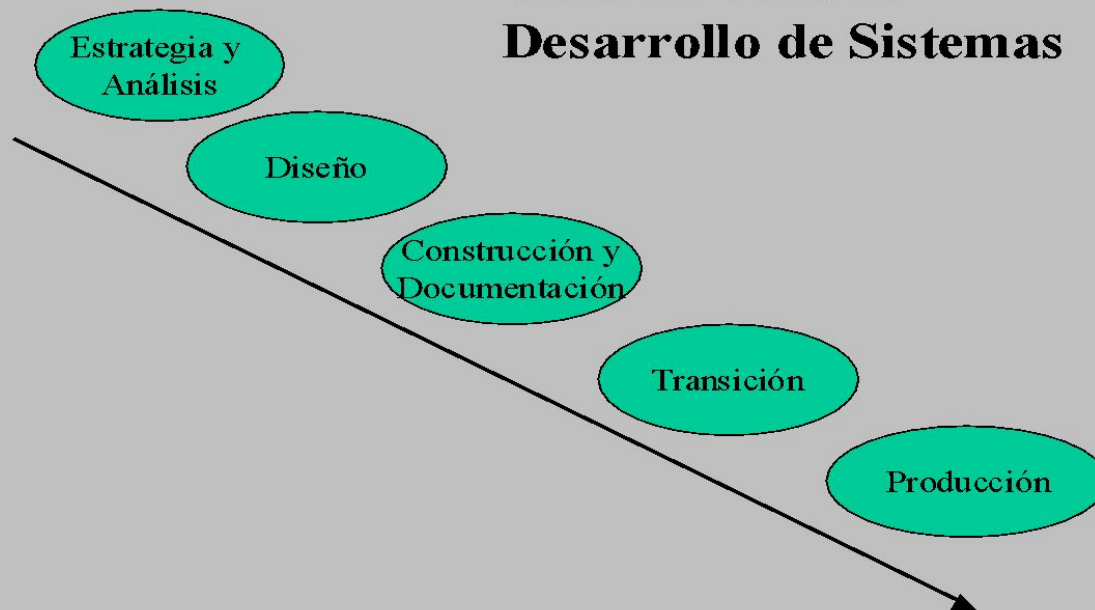 Desarrollo de Sistemas
Estrategia y
Análisis
Diseño
Construcción y
Documentación
Transición
Producción